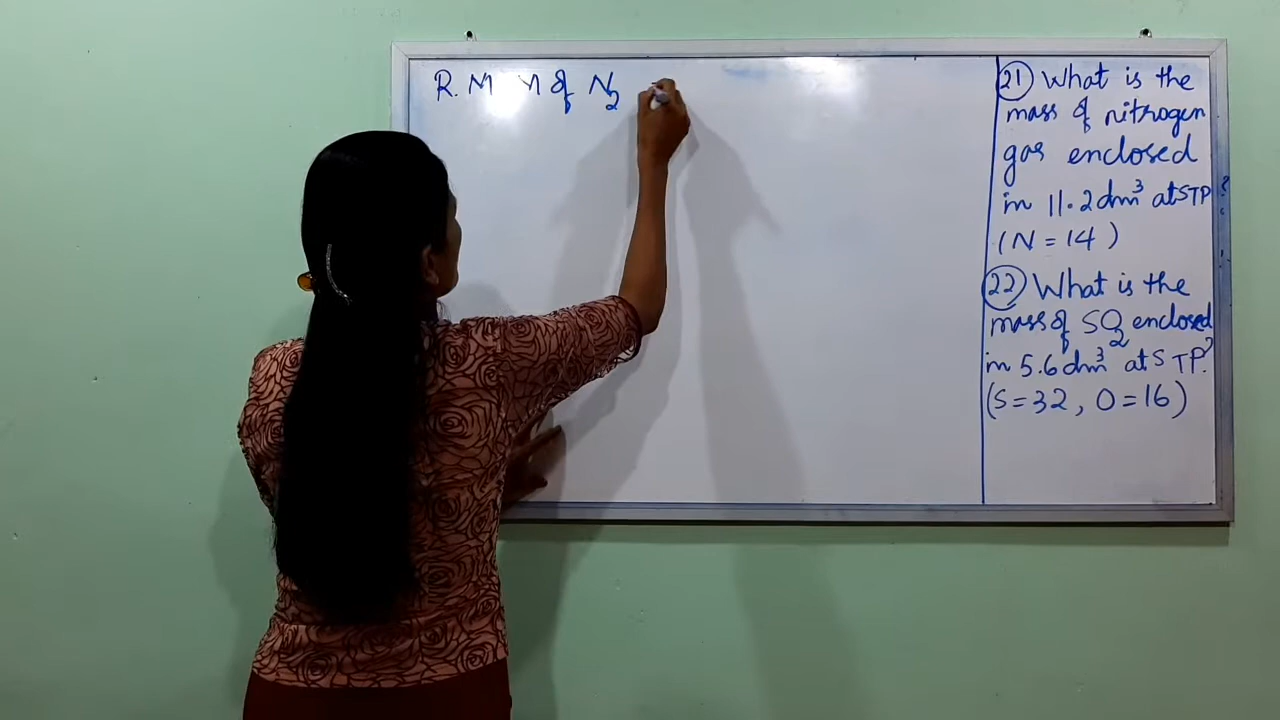 R. M M of N2
21 What is the
mass of nitrogen
gas enclosed
in 11.2dm³ at STP?
(N = 14)
22 What is the
mass of SO2 enclosed
in 5.6dm³ at STP?
(S=32, O=16)